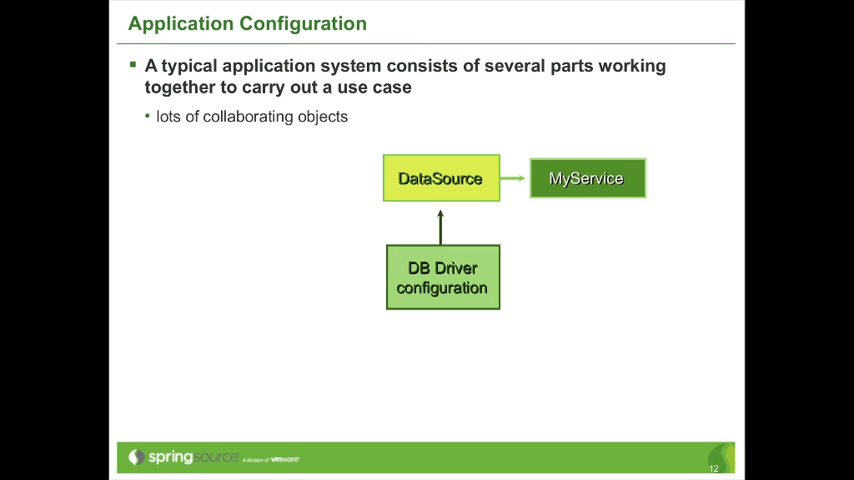 Application Configuration
▪ A typical application system consists of several parts working
together to carry out a use case
• lots of collaborating objects
DataSource
MyService
DB Driver
configuration
springsource A division of vmware
12